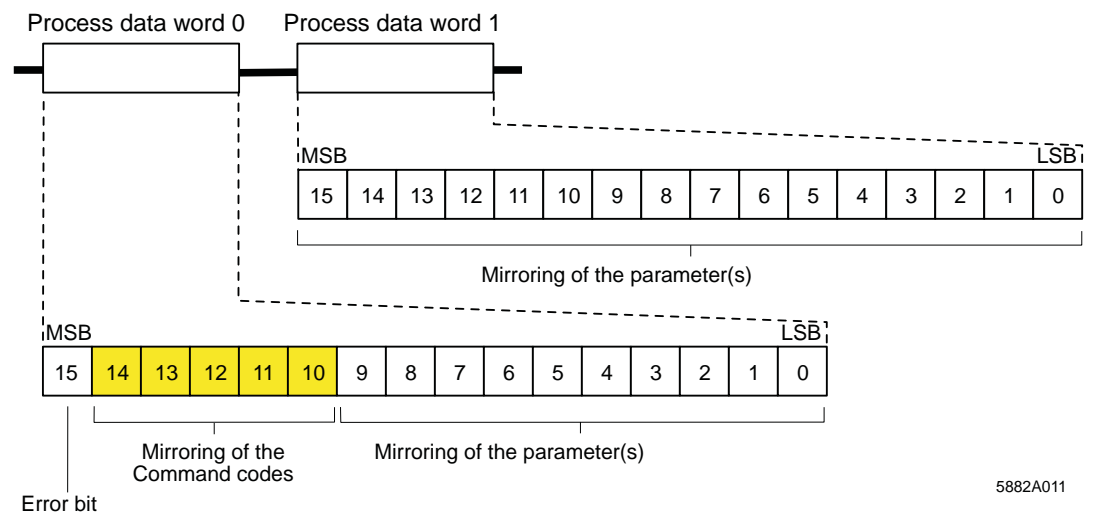 Process data word 0 Process data word 1
MSB LSB
15 14 13 12 11 10 9 8 7 6 5 4 3 2 1 0
Mirroring of the parameter(s)
MSB LSB
15 14 13 12 11 10 9 8 7 6 5 4 3 2 1 0
Mirroring of the
Command codes
Mirroring of the parameter(s)
Error bit
5882A011